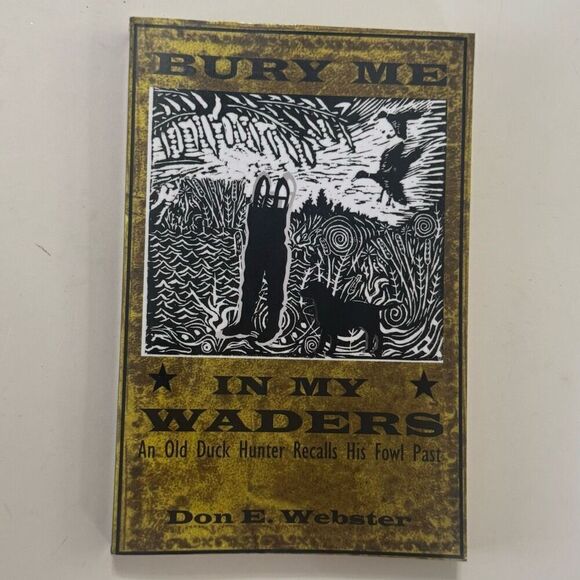 BURY ME
IN MY
WADERS
An Old Duck Hunter Recalls His Fowl Past
Don E. Webster